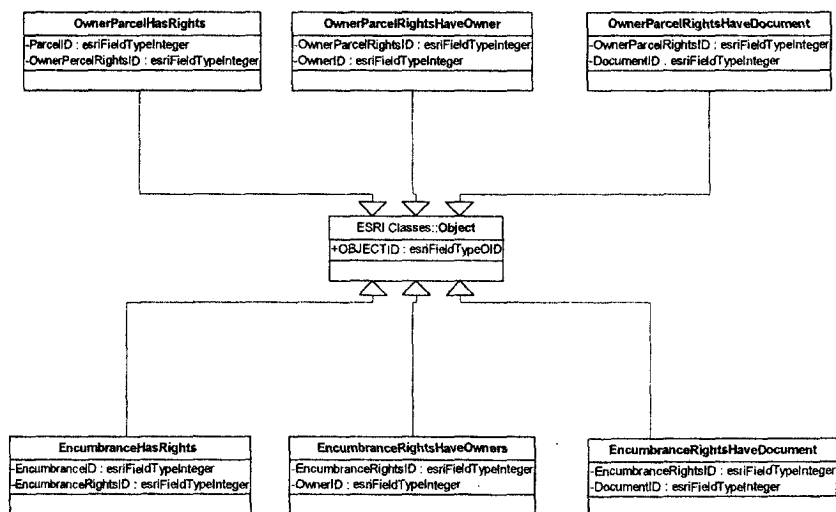 OwnerParcelHasRights
-ParcelID : esriFieldTypeInteger
-OwnerPercelRightsID : esriFieldTypeInteger
OwnerParcelRightsHaveOwner
-OwnerParcelRightsID : esriFieldTypeInteger
-OwnerID : esriFieldTypeInteger
OwnerParcelRightsHaveDocument
-OwnerParcelRightsID : esriFieldTypeInteger
-DocumentID : esriFieldTypeInteger
ESRI Classes::Object
+OBJECTID : esriFieldTypeOID
EncumbranceHasRights
-EncumbranceID : esriFieldTypeInteger
-EncumbranceRightsID : esriFieldTypeInteger
EncumbranceRightsHaveOwners
-EncumbranceRightsID : esriFieldTypeInteger
-OwnerID : esriFieldTypeInteger
EncumbranceRightsHaveDocument
-EncumbranceRightsID : esriFieldTypeInteger
-DocumentID : esriFieldTypeInteger